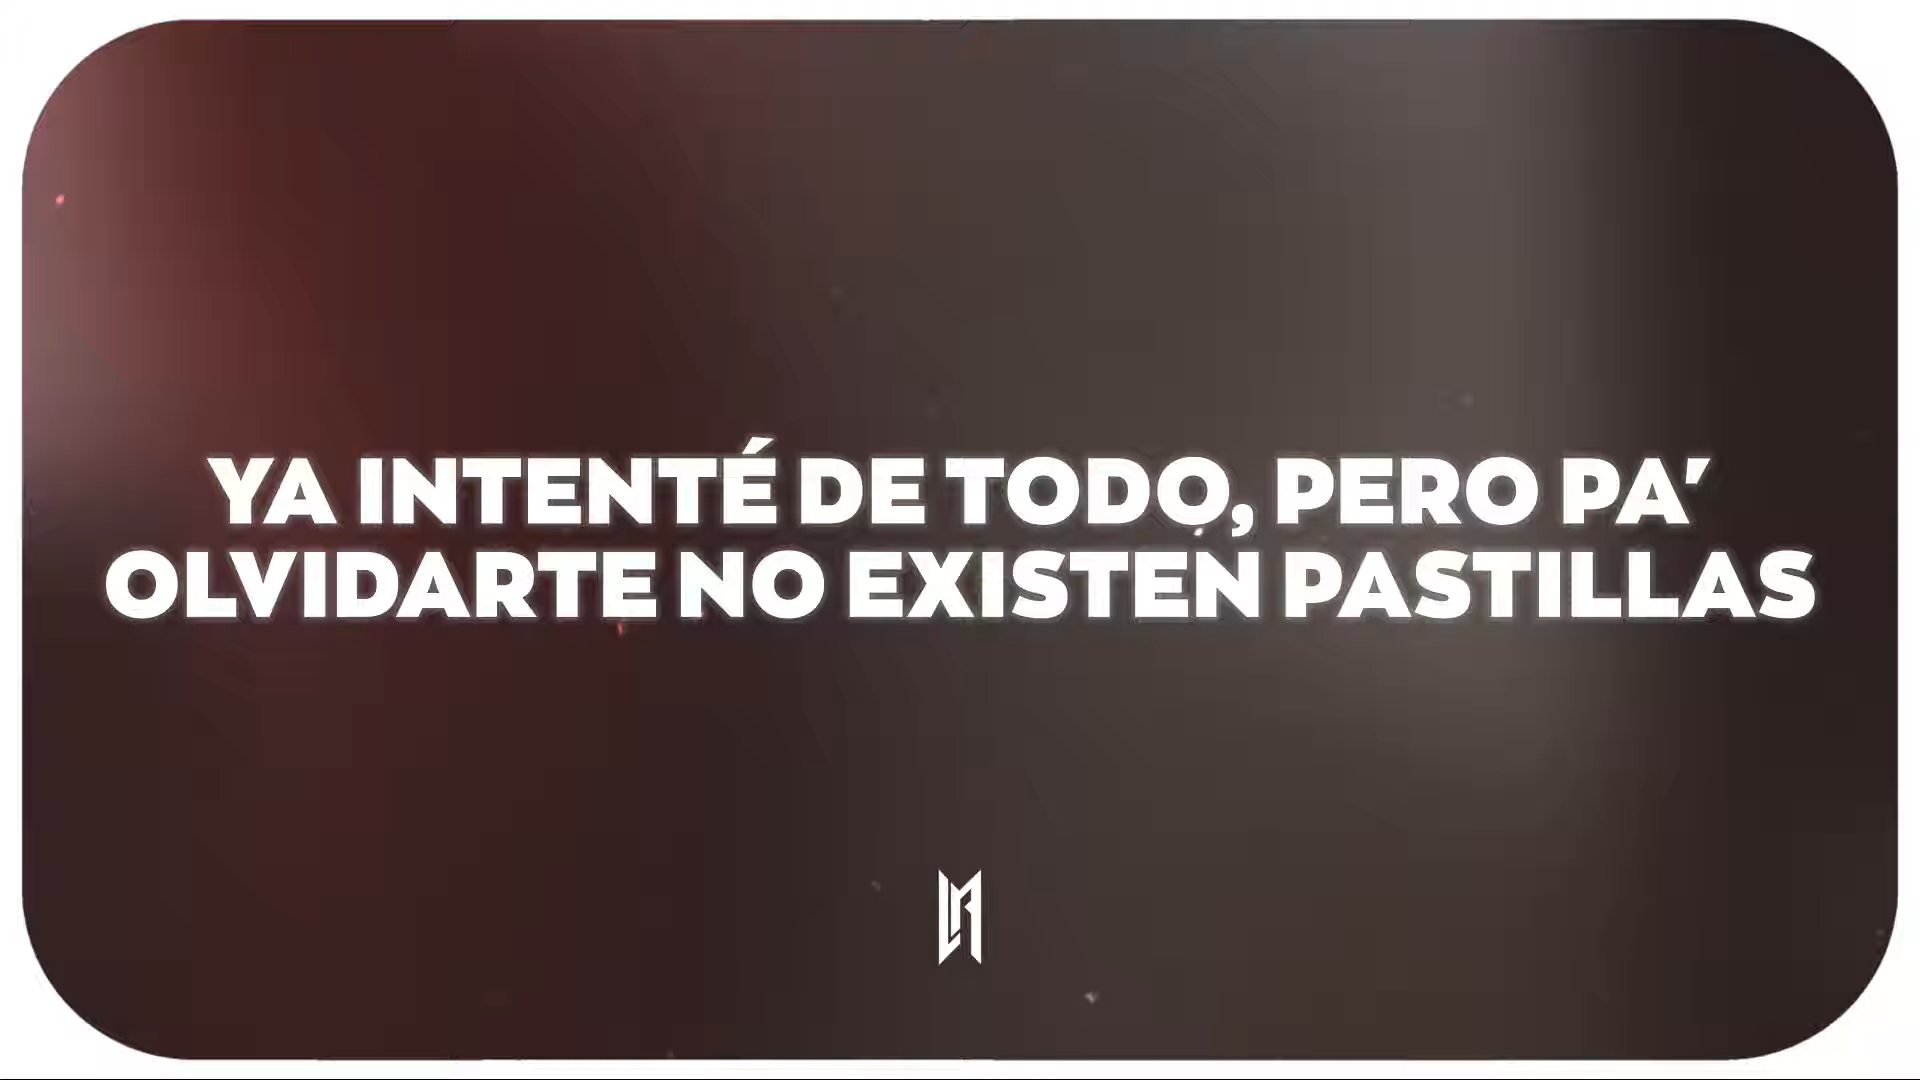 YA INTENTÉ DE TODO, PERO PA'
OLVIDARTE NO EXISTEN PASTILLAS